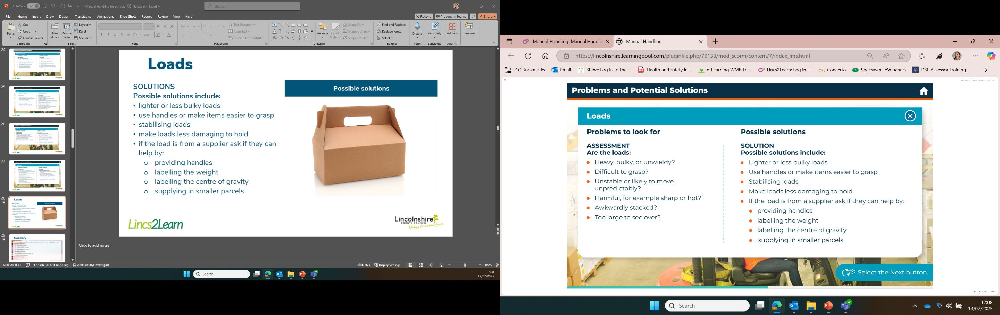 AutoSave
Manual Handling for schools
No Label • Saved
Search
File Home Insert Draw Design Transitions Animations Slide Show Record Review View Help
Record
Present in Teams
Share
Paste
Cut
Copy
Format Painter
Clipboard
New Slide
Re-use Slides
Layout
Reset
Section
Slides
Font
Text Direction
Align Text
Convert to SmartArt
Paragraph
Arrange
Quick Styles
Shape Fill
Shape Outline
Shape Effects
Drawing
Find and Replace
Replace Fonts
Select
Editing
Dictate
Voice
Sensitivity
Sensitivity
Add-ins
Add-ins
Designer
24
25
26
27
28
29
Summary
Loads
SOLUTIONS
Possible solutions include:
• lighter or less bulky loads
• use handles or make items easier to grasp
• stabilising loads
• make loads less damaging to hold
• if the load is from a supplier ask if they can
help by:
o providing handles
o labelling the weight
o labelling the centre of gravity
o supplying in smaller parcels.
Possible solutions
Lincs2Learn
Lincolnshire
COUNTY COUNCIL
Working for a better future
Click to add notes
Slide 28 of 61 English (United Kingdom) Accessibility: Investigate
Notes Display Settings 100%
Search
17:08
14/07/2025
Manual Handling: Manual Handli
Manual Handling
https://lincolnshire.learningpool.com/pluginfile.php/79133/mod_scorm/content/7/index_lms.html
LCC Bookmarks Email Shine: Log in to the... Health and safety in... e-Learning WMB Le... Lincs2Learn: Log in... Concerto Specsavers eVouchers DSE Assessor Training
Problems and Potential Solutions
Loads
Problems to look for
ASSESSMENT
Are the loads:
Heavy, bulky, or unwieldy?
Difficult to grasp?
Unstable or likely to move
unpredictably?
Harmful, for example sharp or hot?
Awkwardly stacked?
Too large to see over?
Possible solutions
SOLUTION
Possible solutions include:
Lighter or less bulky loads
Use handles or make items easier to grasp
Stabilising loads
Make loads less damaging to hold
If the load is from a supplier ask if they can help by:
providing handles
labelling the weight
labelling the centre of gravity
supplying in smaller parcels
Select the Next button.
Search
17:08
14/07/2025